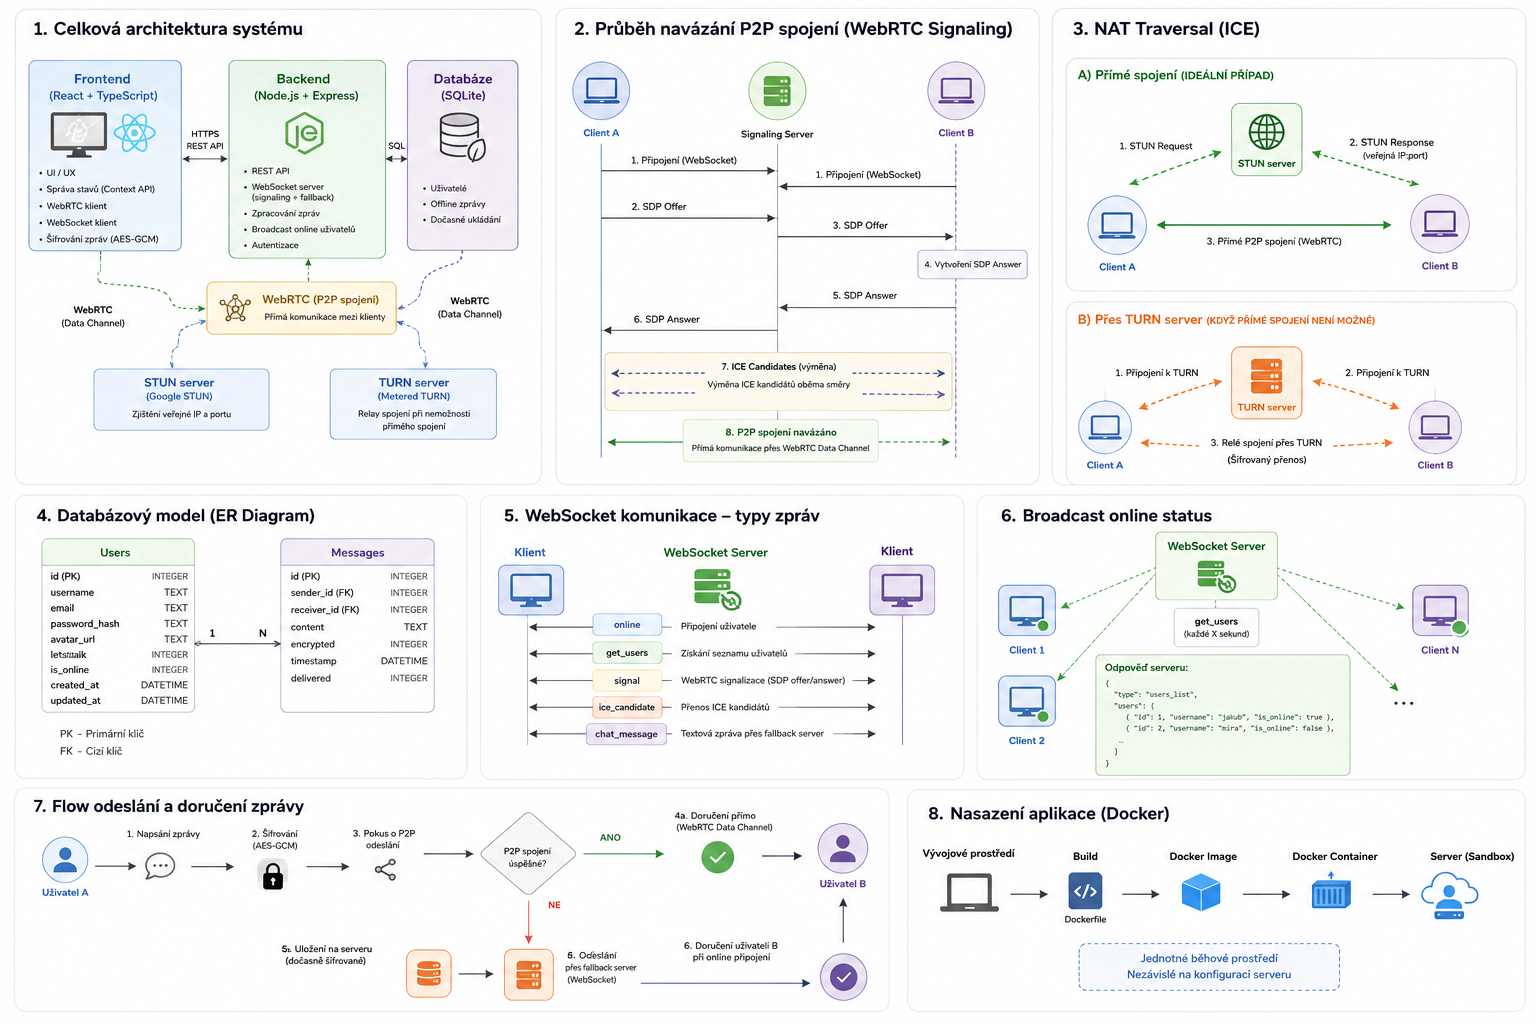 1. Celková architektura systému
Frontend
(React + TypeScript)
UI / UX
Správa stavů (Context API)
WebRTC klient
WebSocket klient
Šifrování zpráv (AES-GCM)
HTTPS
REST API
Backend
(Node.js + Express)
REST API
WebSocket server
(signaling + fallback)
Zpracování zpráv
Broadcast online uživatelů
Autentizace
SQL
Databáze
(SQLite)
Uživatelé
Offline zprávy
Dočasné ukládání
WebRTC
(Data Channel)
WebRTC (P2P spojení)
Přímá komunikace mezi klienty
WebRTC
(Data Channel)
STUN server
(Google STUN)
Zjištění veřejné IP a portu
TURN server
(Metered TURN)
Relay spojení při nemožnosti
přímého spojení
2. Průběh navázání P2P spojení (WebRTC Signaling)
Client A
Signaling Server
Client B
1. Připojení (WebSocket)
1. Připojení (WebSocket)
2. SDP Offer
3. SDP Offer
4. Vytvoření SDP Answer
5. SDP Answer
6. SDP Answer
7. ICE Candidates (výměna)
Výměna ICE kandidátů oběma směry
8. P2P spojení navázáno
Přímá komunikace přes WebRTC Data Channel
3. NAT Traversal (ICE)
A) Přímé spojení (IDEÁLNÍ PŘÍPAD)
STUN server
1. STUN Request
2. STUN Response
(veřejná IP:port)
3. Přímé P2P spojení (WebRTC)
Client A
Client B
B) Přes TURN server (KDYŽ PŘÍMÉ SPOJENÍ NENÍ MOŽNÉ)
1. Připojení k TURN
2. Připojení k TURN
TURN server
3. Relé spojení přes TURN
(Šifrovaný přenos)
Client A
Client B
4. Databázový model (ER Diagram)
Users
id (PK) INTEGER
username TEXT
email TEXT
password_hash TEXT
avatar_url TEXT
INTEGER
is_online INTEGER
created_at DATETIME
updated_at DATETIME
1 N
Messages
id (PK) INTEGER
sender_id (FK) INTEGER
receiver_id (FK) INTEGER
content TEXT
encrypted INTEGER
timestamp DATETIME
delivered INTEGER
PK - Primární klíč
FK - Cizí klíč
5. WebSocket komunikace – typy zpráv
Klient
WebSocket Server
Klient
online Připojení uživatele
get_users Získání seznamu uživatelů
signal WebRTC signalizace (SDP offer/answer)
ice_candidate Přenos ICE kandidátů
chat_message Textová zpráva přes fallback server
6. Broadcast online status
WebSocket Server
get_users
(každé X sekund)
Client 1
Client 2
Client N
...
Odpověď serveru:
{
"type": "users_list",
"users": [
{ "id": 1, "username": "jakub", "is_online": true },
{ "id": 2, "username": "mira", "is_online": false },
…
]
}
7. Flow odeslání a doručení zprávy
Uživatel A
1. Napsání zprávy
2. Šifrování
(AES-GCM)
3. Pokus o P2P
odeslání
P2P spojení
úspěšné?
ANO
NE
4a. Doručení přímo
(WebRTC Data Channel)
Uživatel B
Uložení na serveru
(dočasně šifrované)
Odeslání
přes fallback server
(WebSocket)
6. Doručení uživateli B
při online připojení
8. Nasazení aplikace (Docker)
Vývojové prostředí
Build
Dockerfile
Docker Image
Docker Container
Server (Sandbox)
Jednotné běhové prostředí
Nezávislé na konfiguraci serveru